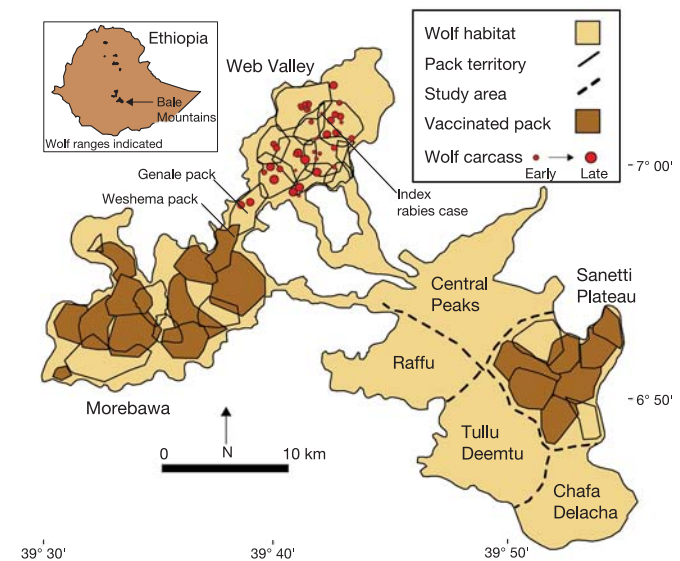 Ethiopia
Bale
Mountains
Wolf ranges indicated
Web Valley
Wolf habitat
Pack territory
Study area
Vaccinated pack
Wolf carcass
Early
Late
Genale pack
Weshema pack
Index
rabies case
- 7° 00'
Central
Peaks
Sanetti
Plateau
Raffu
- 6° 50'
Morebawa
Tullu
Deemtu
Chafa
Delacha
N
0 10 km
39° 30' 39° 40' 39° 50'